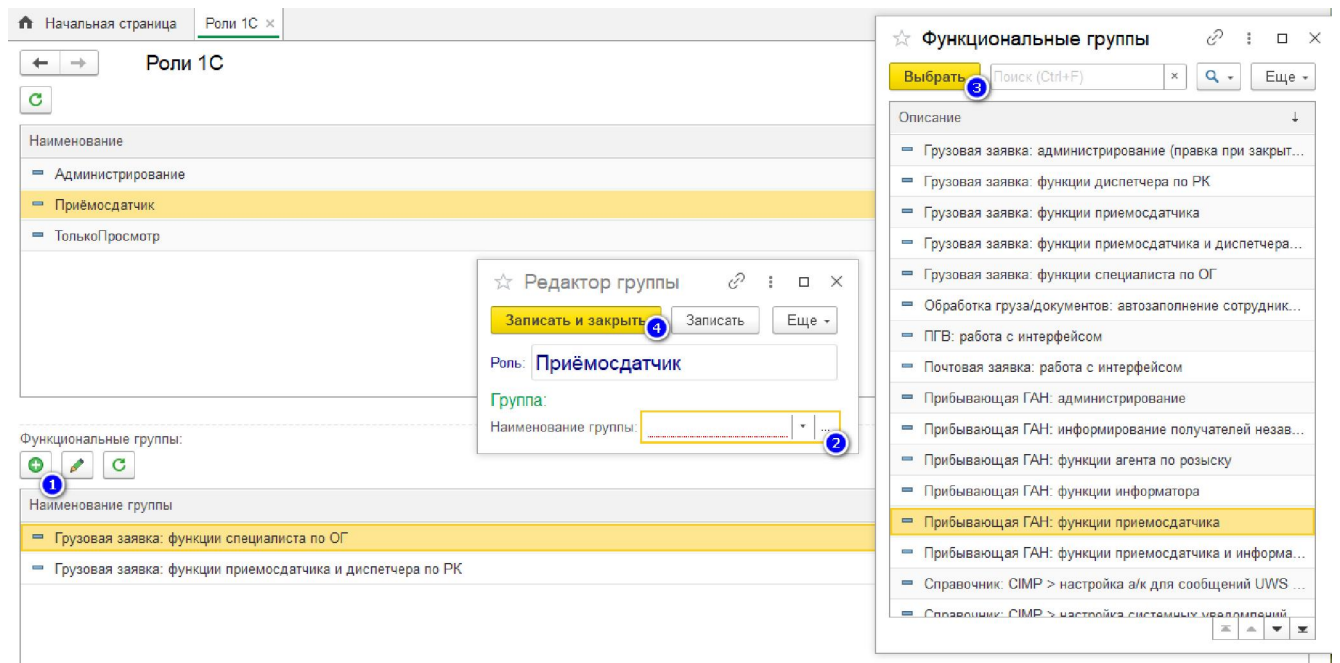 Начальная страница
Роли 1С ×
Роли 1С
Наименование
Администрирование
Приёмосдатчик
ТолькоПросмотр
Функциональные группы:
1
Наименование группы
Грузовая заявка: функции специалиста по ОГ
Грузовая заявка: функции приемосдатчика и диспетчера по РК
Редактор группы
Записать и закрыть
4
Записать
Еще
Роль: Приёмосдатчик
Группа:
Наименование группы:
...
2
Функциональные группы
Выбрать
3
Поиск (Ctrl+F)
×
Еще
Описание
Грузовая заявка: администрирование (правка при закрыт...
Грузовая заявка: функции диспетчера по РК
Грузовая заявка: функции приемосдатчика
Грузовая заявка: функции приемосдатчика и диспетчера...
Грузовая заявка: функции специалиста по ОГ
Обработка груза/документов: автозаполнение сотрудник...
ПГВ: работа с интерфейсом
Почтовая заявка: работа с интерфейсом
Прибывающая ГАН: администрирование
Прибывающая ГАН: информирование получателей незав...
Прибывающая ГАН: функции агента по розыску
Прибывающая ГАН: функции информатора
Прибывающая ГАН: функции приемосдатчика
Прибывающая ГАН: функции приемосдатчика и информа...
Справочник: CIMP > настройка а/к для сообщений UWS ...
Справочник: CIMP > настройка системных уведомлений